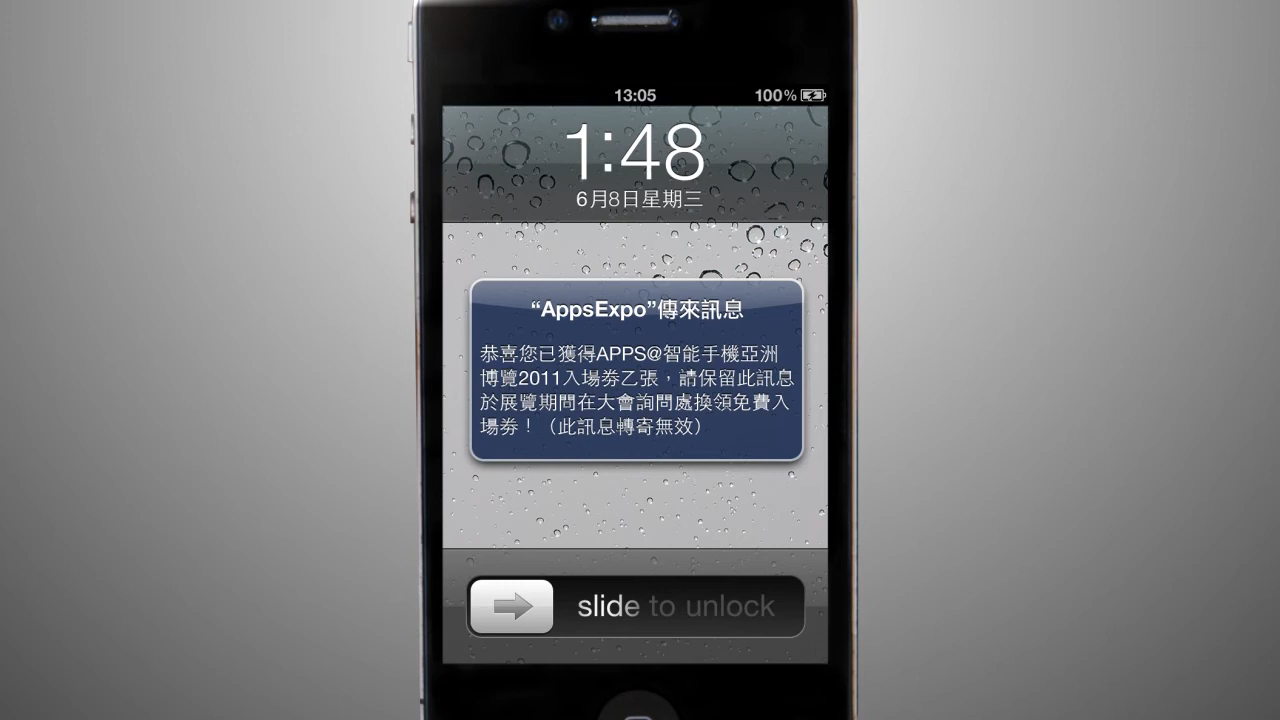 13:05
100%
1:48
6月8日星期三
“AppsExpo”傳來訊息
恭喜您已獲得APPS@智能手機亞洲
博覽2011入場券乙張，請保留此訊息
於展覽期間在大會詢問處換領免費入
場券！（此訊息轉寄無效）
slide to unlock